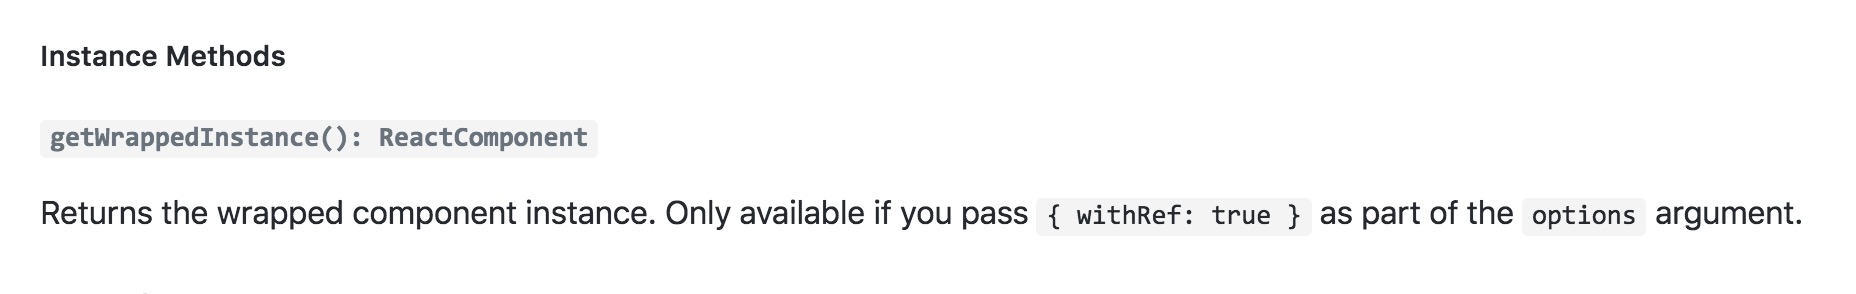 Instance Methods
getWrappedInstance(): ReactComponent
Returns the wrapped component instance. Only available if you pass { withRef: true } as part of the options argument.